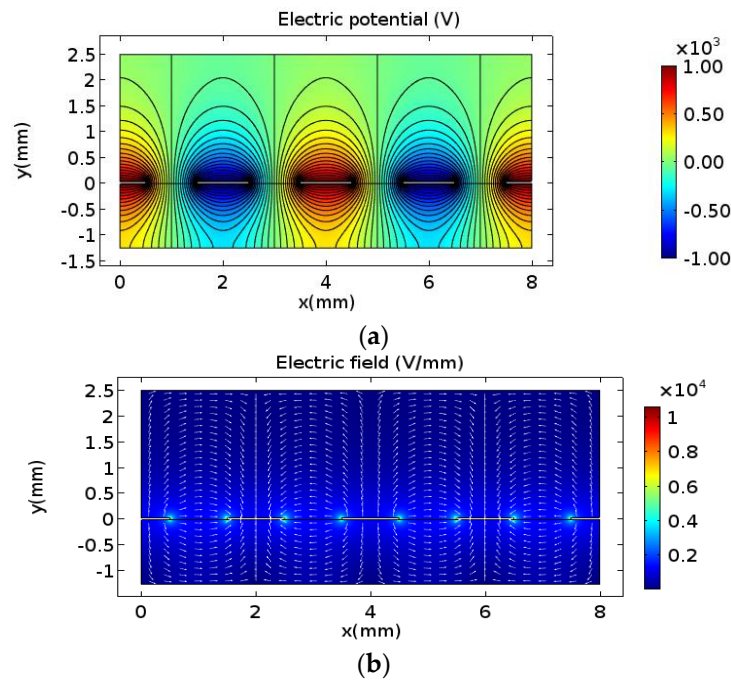 Electric potential (V)
×10³
2.5
2
1.5
1
0.5
0
-0.5
-1
-1.5
y(mm)
0 2 4 6 8
x(mm)
1.00
0.50
0.00
-0.50
-1.00
(a)
Electric field (V/mm)
×10⁴
2.5
2
1.5
1
0.5
0
-0.5
-1
y(mm)
0 2 4 6 8
x(mm)
1
0.8
0.6
0.4
0.2
(b)